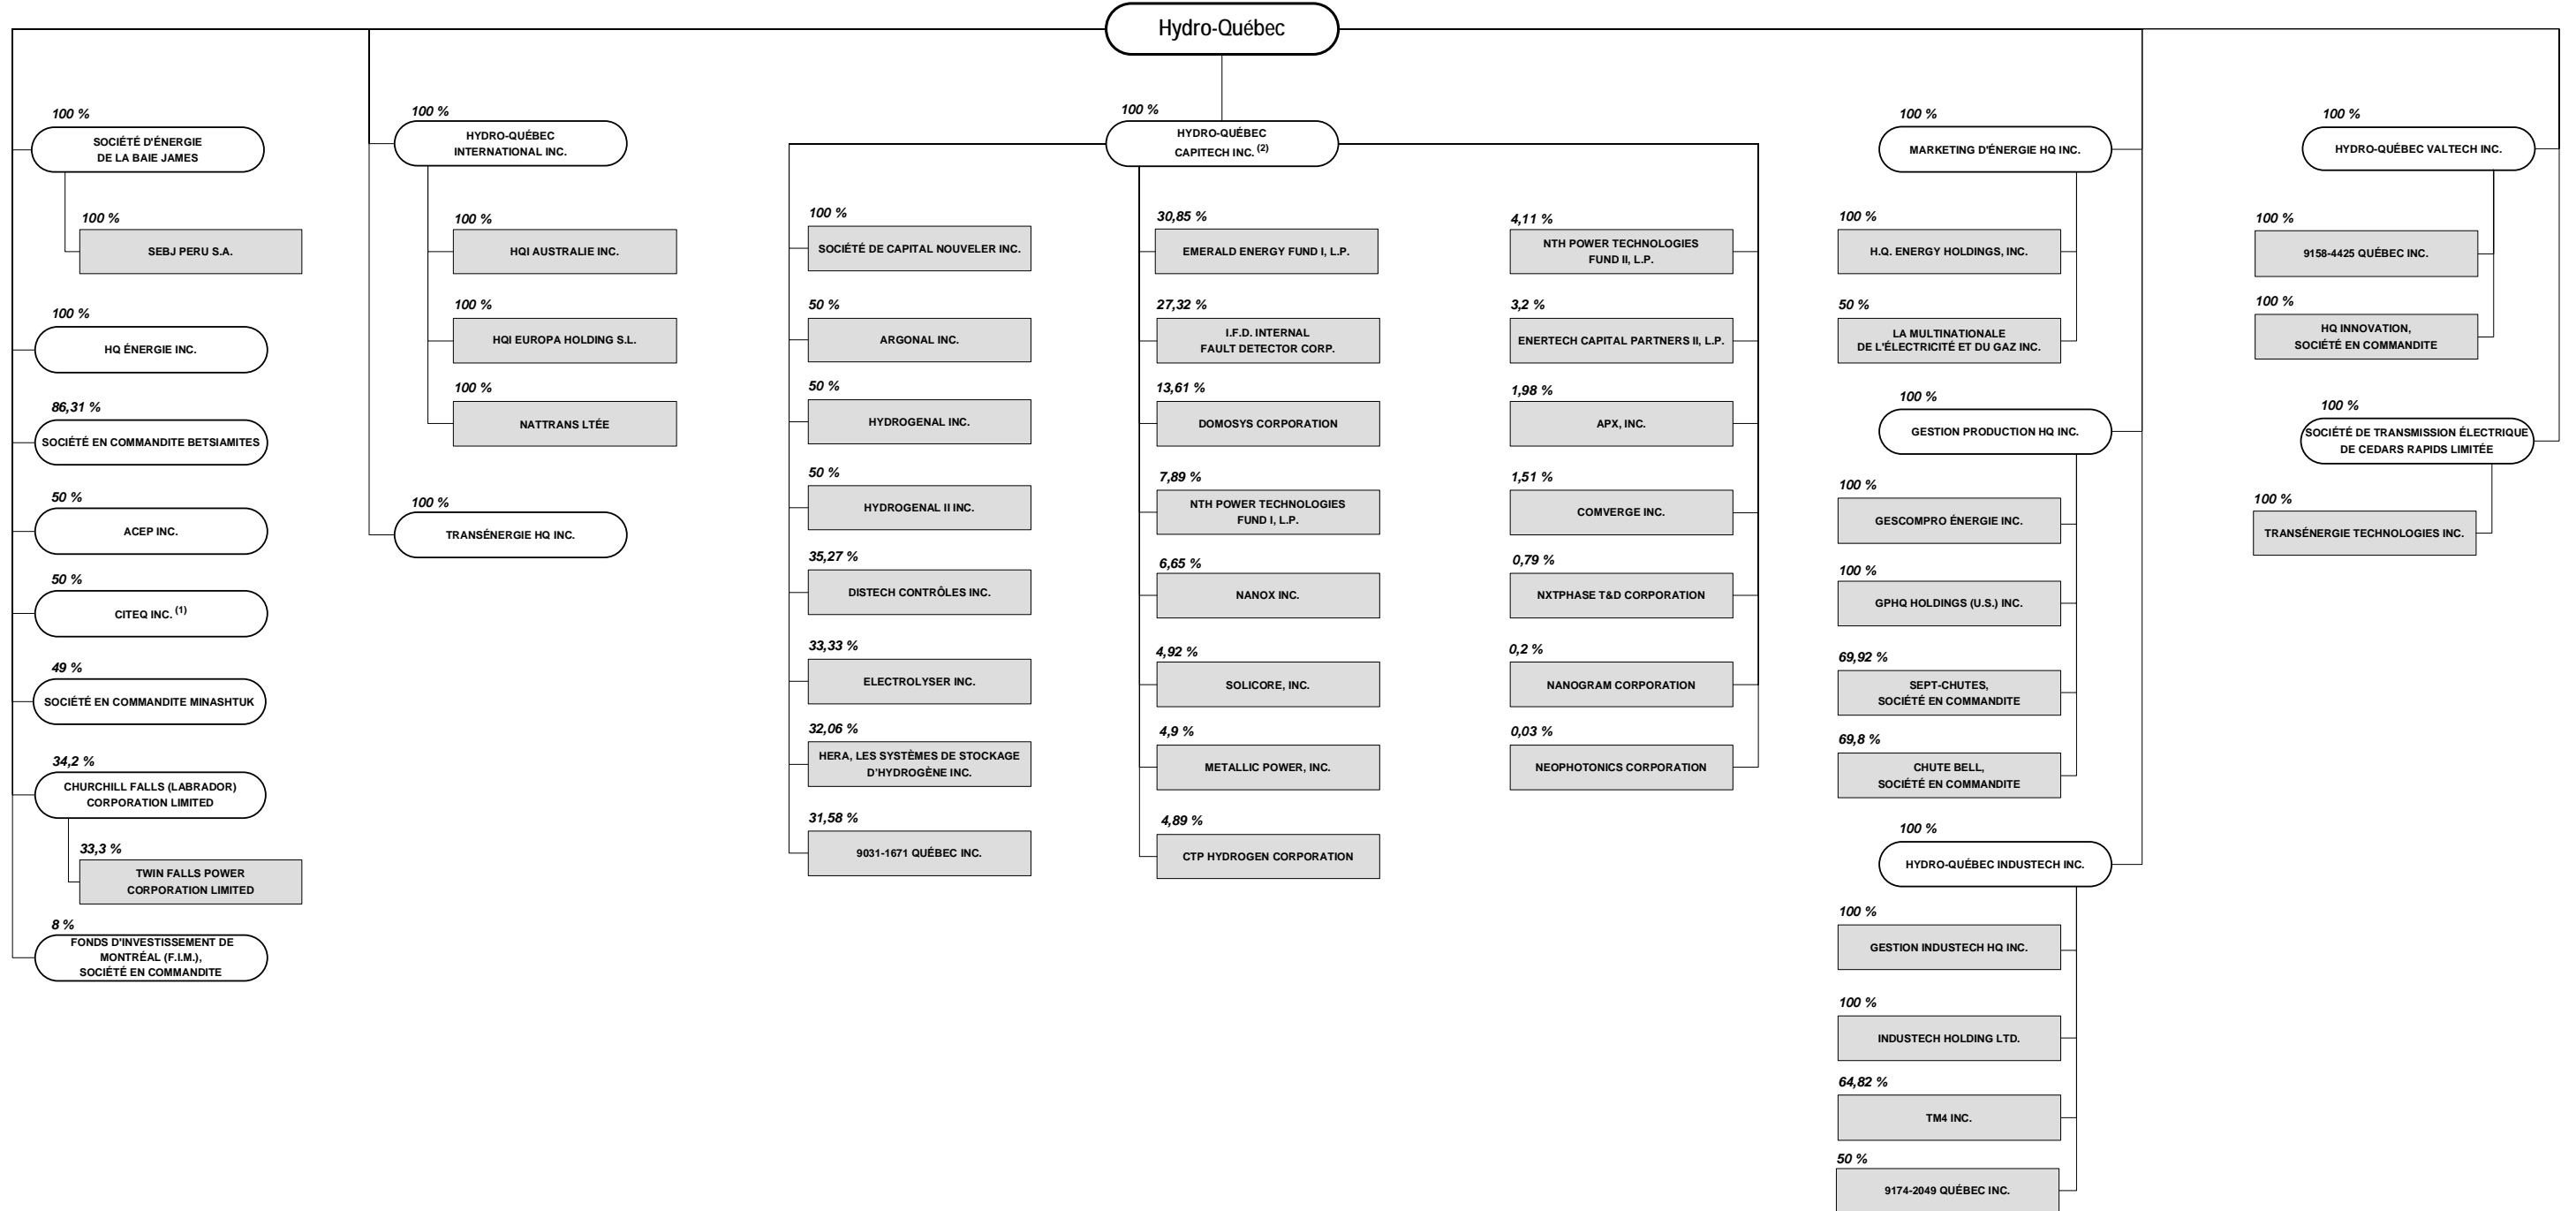 Hydro-Québec
100 %
SOCIÉTÉ D'ÉNERGIE
DE LA BAIE JAMES
100 %
SEBJ PERU S.A.
100 %
HQ ÉNERGIE INC.
86,31 %
SOCIÉTÉ EN COMMANDITE BETSIAMITES
50 %
ACEP INC.
50 %
CITEQ INC. (1)
49 %
SOCIÉTÉ EN COMMANDITE MINASHTUK
34,2 %
CHURCHILL FALLS (LABRADOR)
CORPORATION LIMITED
33,3 %
TWIN FALLS POWER
CORPORATION LIMITED
8 %
FONDS D'INVESTISSEMENT DE
MONTRÉAL (F.I.M.),
SOCIÉTÉ EN COMMANDITE
100 %
HYDRO-QUÉBEC
INTERNATIONAL INC.
100 %
HQI AUSTRALIE INC.
100 %
HQI EUROPA HOLDING S.L.
100 %
NATTRANS LTÉE
100 %
TRANSÉNERGIE HQ INC.
100 %
HYDRO-QUÉBEC
CAPITECH INC. (2)
100 %
SOCIÉTÉ DE CAPITAL NOUVELER INC.
50 %
ARGONAL INC.
50 %
HYDROGENAL INC.
50 %
HYDROGENAL II INC.
35,27 %
DISTECH CONTRÔLES INC.
33,33 %
ELECTROLYSER INC.
32,06 %
HERA, LES SYSTÈMES DE STOCKAGE
D'HYDROGÈNE INC.
31,58 %
9031-1671 QUÉBEC INC.
30,85 %
EMERALD ENERGY FUND I, L.P.
27,32 %
I.F.D. INTERNAL
FAULT DETECTOR CORP.
13,61 %
DOMOSYS CORPORATION
7,89 %
NTH POWER TECHNOLOGIES
FUND I, L.P.
6,65 %
NANOX INC.
4,92 %
SOLICORE, INC.
4,9 %
METALLIC POWER, INC.
4,89 %
CTP HYDROGEN CORPORATION
4,11 %
NTH POWER TECHNOLOGIES
FUND II, L.P.
3,2 %
ENERTECH CAPITAL PARTNERS II, L.P.
1,98 %
APX, INC.
1,51 %
COMVERGE INC.
0,79 %
NXTPHASE T&D CORPORATION
0,2 %
NANOGRAM CORPORATION
0,03 %
NEOPHOTONICS CORPORATION
100 %
MARKETING D'ÉNERGIE HQ INC.
100 %
H.Q. ENERGY HOLDINGS, INC.
50 %
LA MULTINATIONALE
DE L'ÉLECTRICITÉ ET DU GAZ INC.
100 %
GESTION PRODUCTION HQ INC.
100 %
GESCOMPRO ÉNERGIE INC.
100 %
GPHQ HOLDINGS (U.S.) INC.
69,92 %
SEPT-CHUTES,
SOCIÉTÉ EN COMMANDITE
69,8 %
CHUTE BELL,
SOCIÉTÉ EN COMMANDITE
100 %
HYDRO-QUÉBEC INDUSTECH INC.
100 %
GESTION INDUSTECH HQ INC.
100 %
INDUSTECH HOLDING LTD.
64,82 %
TM4 INC.
50 %
9174-2049 QUÉBEC INC.
100 %
HYDRO-QUÉBEC VALTECH INC.
100 %
9158-4425 QUÉBEC INC.
100 %
HQ INNOVATION,
SOCIÉTÉ EN COMMANDITE
100 %
SOCIÉTÉ DE TRANSMISSION ÉLECTRIQUE
DE CEDARS RAPIDS LIMITÉE
100 %
TRANSÉNERGIE TECHNOLOGIES INC.